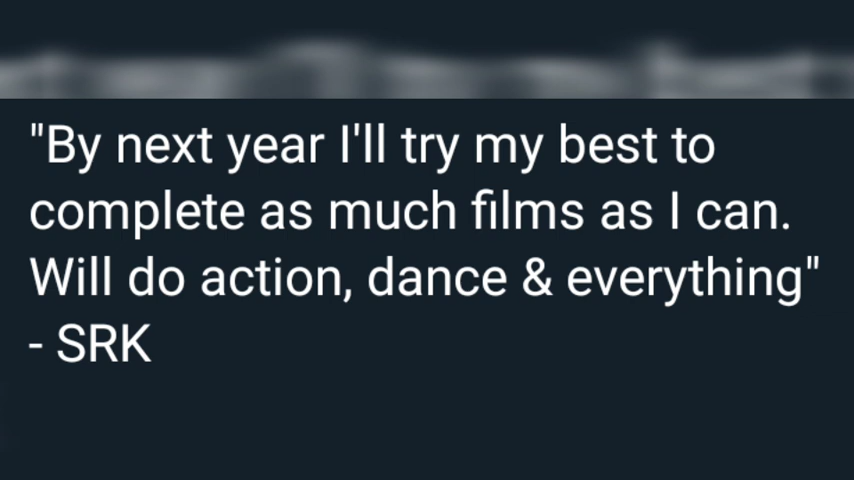 "By next year I'll try my best to
complete as much films as I can.
Will do action, dance & everything"
- SRK